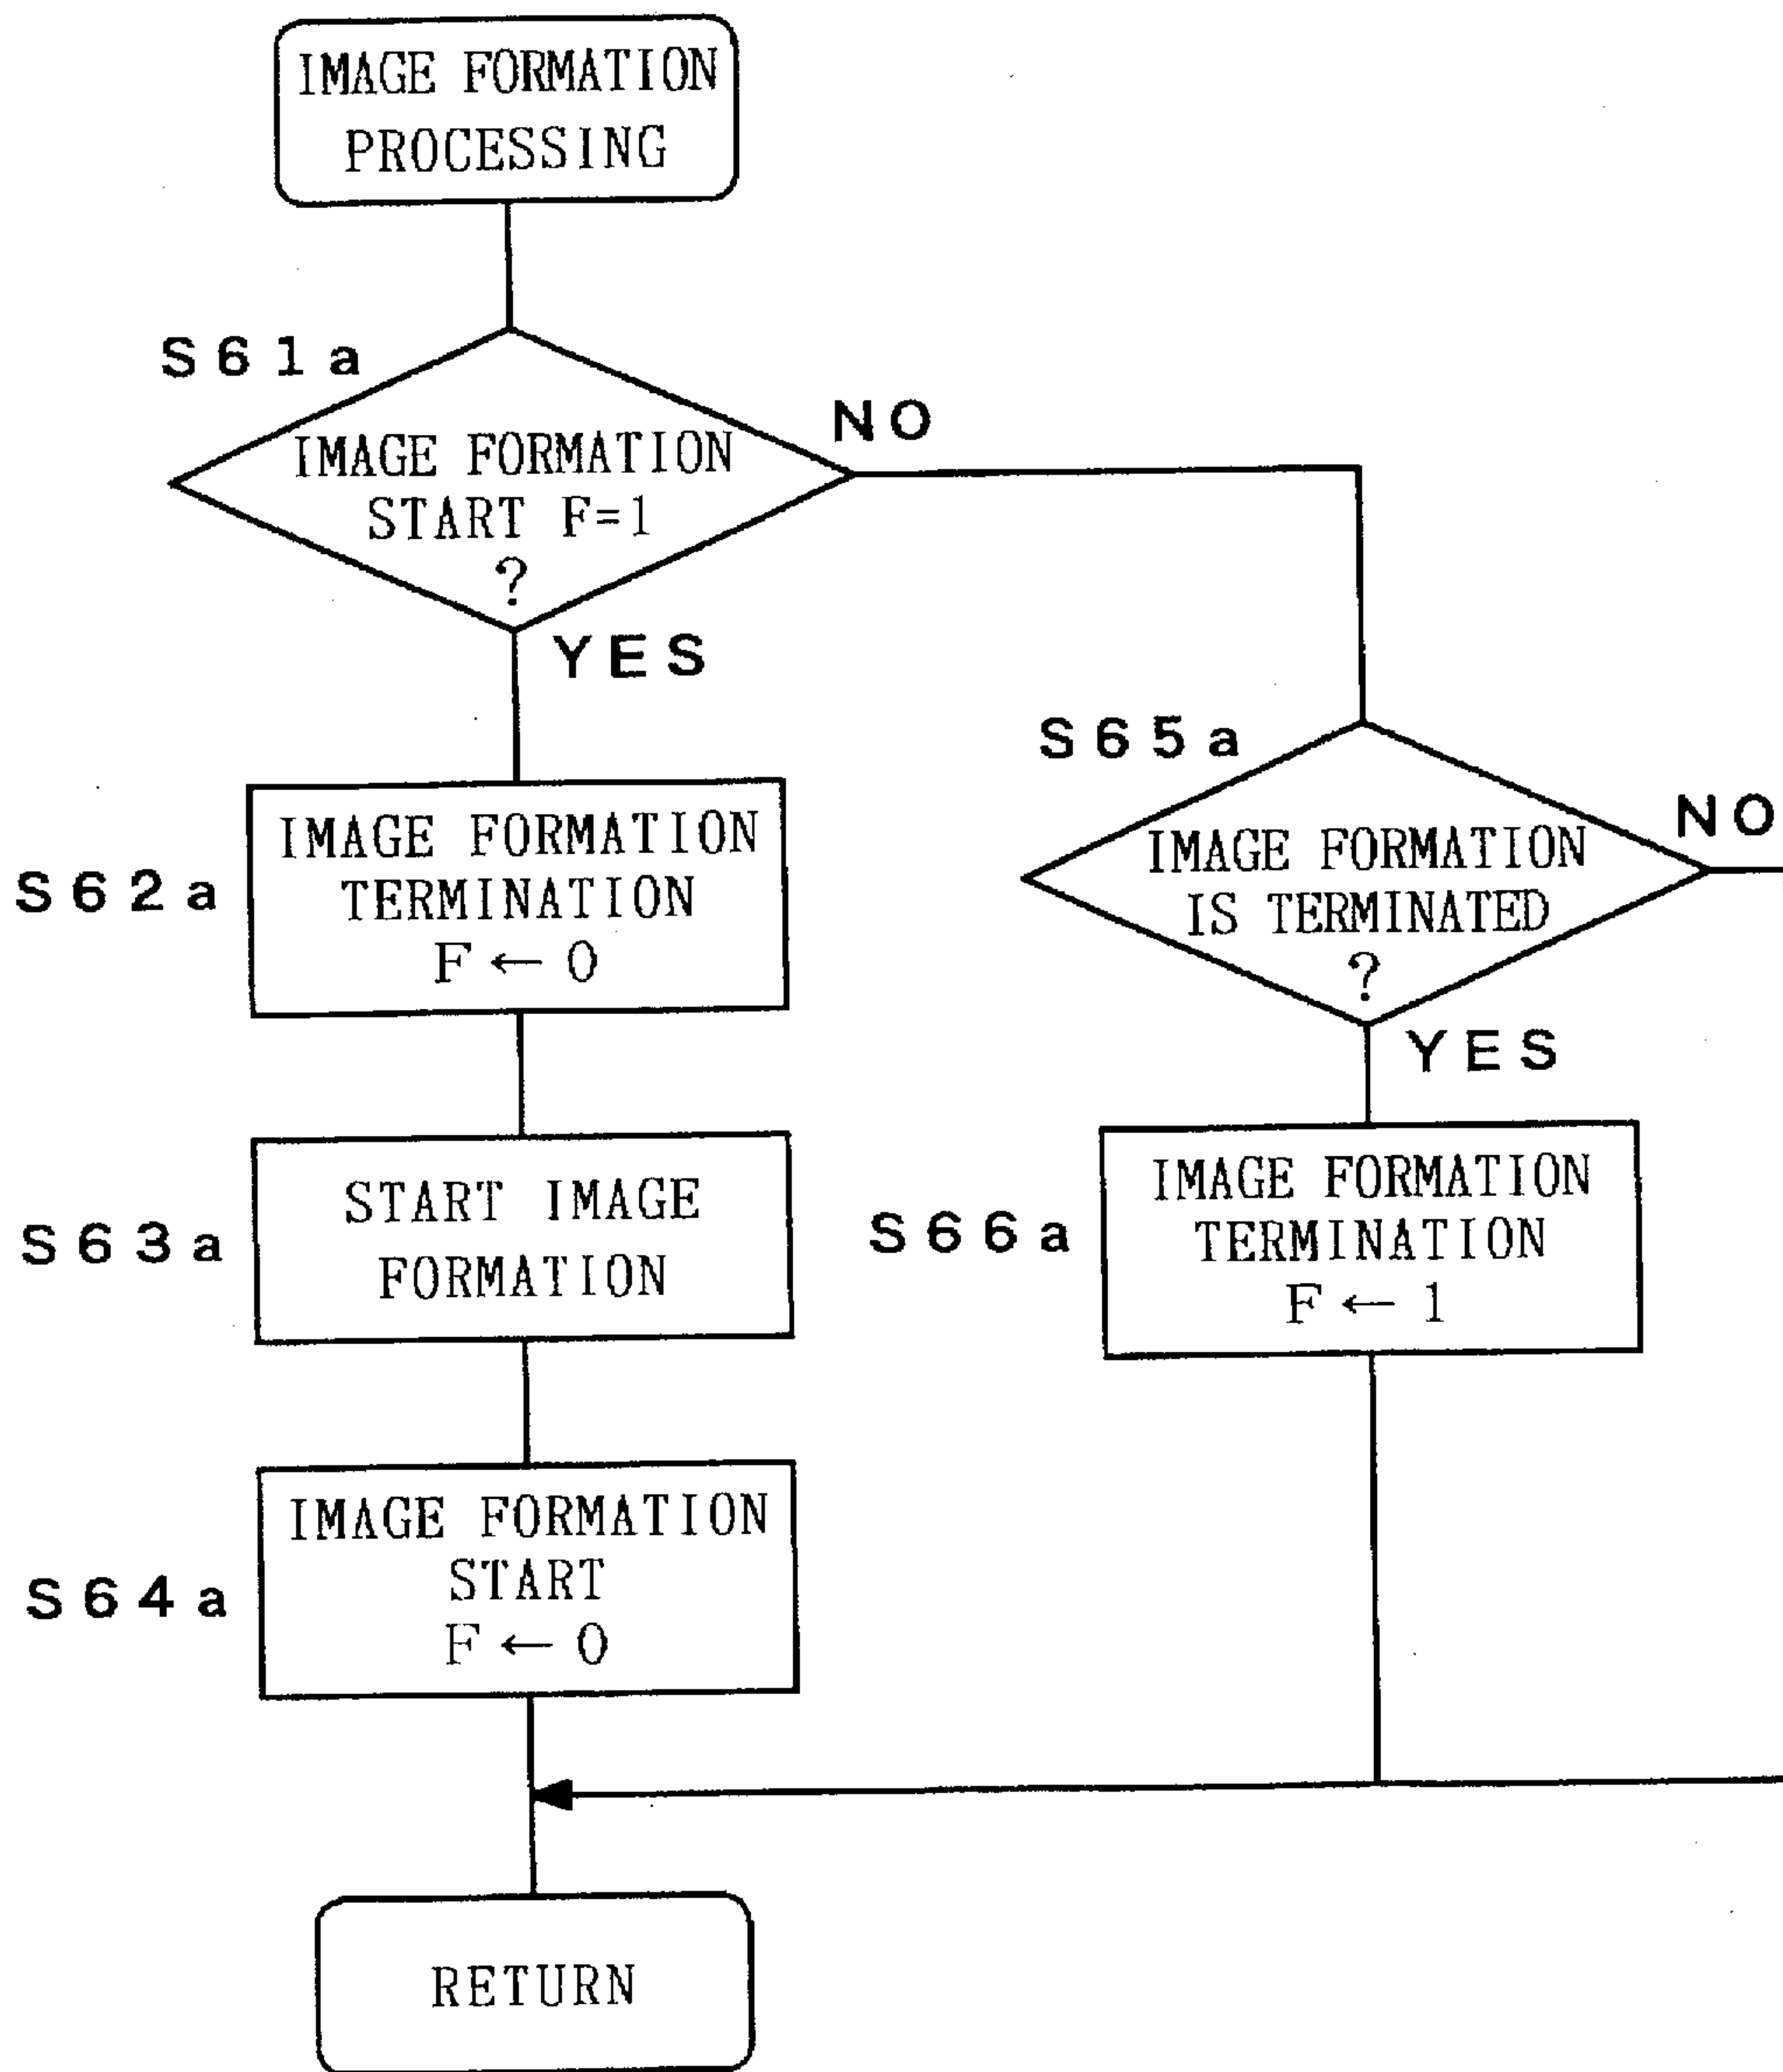 IMAGE FORMATION
PROCESSING
S61a
IMAGE FORMATION
START F=1
?
NO
YES
S62a
IMAGE FORMATION
TERMINATION
F ← 0
S63a
START IMAGE
FORMATION
S64a
IMAGE FORMATION
START
F ← 0
S65a
IMAGE FORMATION
IS TERMINATED
?
NO
YES
S66a
IMAGE FORMATION
TERMINATION
F ← 1
RETURN